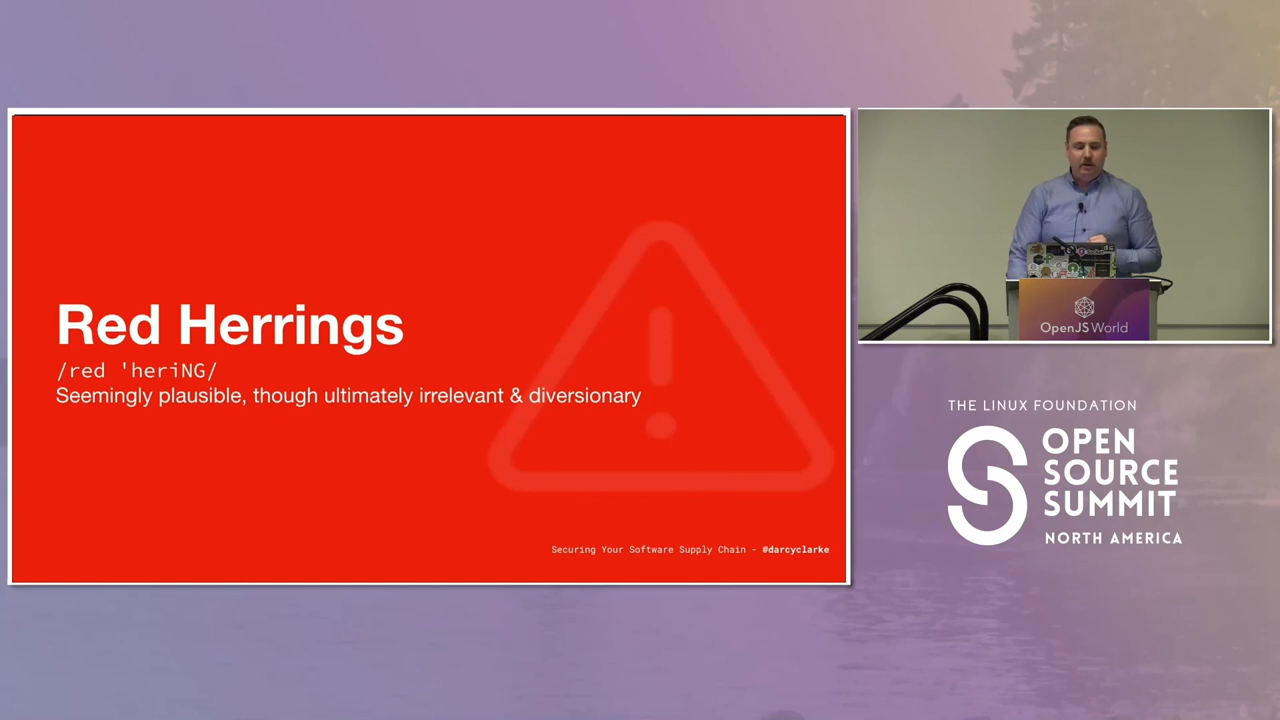 Red Herrings
/red 'heriNG/
Seemingly plausible, though ultimately irrelevant & diversionary
Securing Your Software Supply Chain - @darcyclarke
OpenJS World
THE LINUX FOUNDATION
OPEN
SOURCE
SUMMIT
NORTH AMERICA